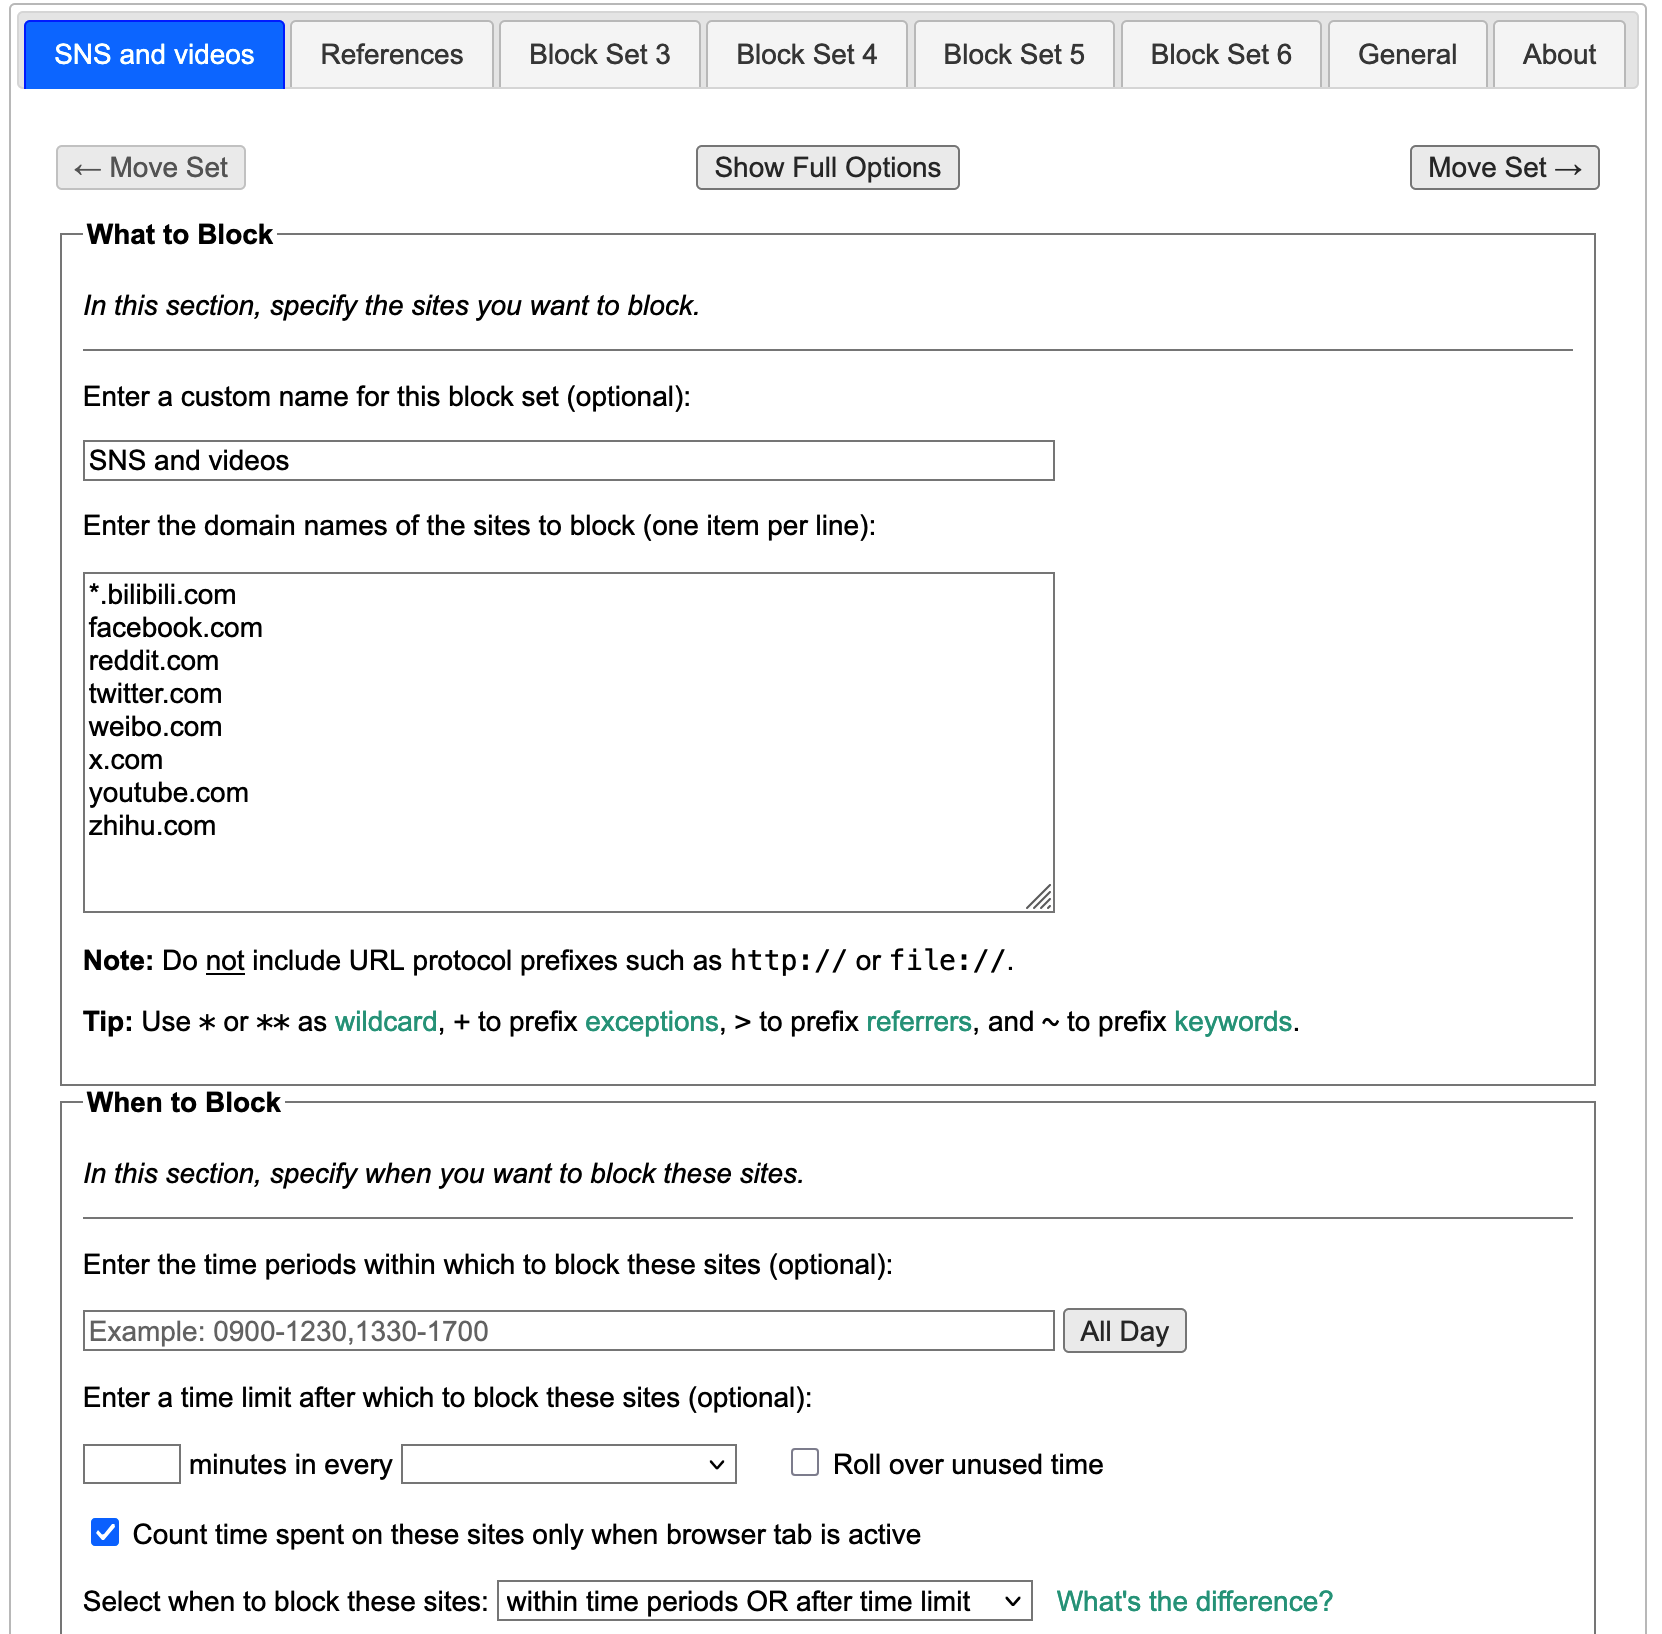 SNS and videos References Block Set 3 Block Set 4 Block Set 5 Block Set 6 General About
← Move Set Show Full Options Move Set →
What to Block
In this section, specify the sites you want to block.
Enter a custom name for this block set (optional):
SNS and videos
Enter the domain names of the sites to block (one item per line):
*.bilibili.com
facebook.com
reddit.com
twitter.com
weibo.com
x.com
youtube.com
zhihu.com
Note: Do not include URL protocol prefixes such as http:// or file://.
Tip: Use * or ** as wildcard, + to prefix exceptions, > to prefix referrers, and ~ to prefix keywords.
When to Block
In this section, specify when you want to block these sites.
Enter the time periods within which to block these sites (optional):
Example: 0900-1230,1330-1700 All Day
Enter a time limit after which to block these sites (optional):
minutes in every Roll over unused time
Count time spent on these sites only when browser tab is active
Select when to block these sites: within time periods OR after time limit What's the difference?